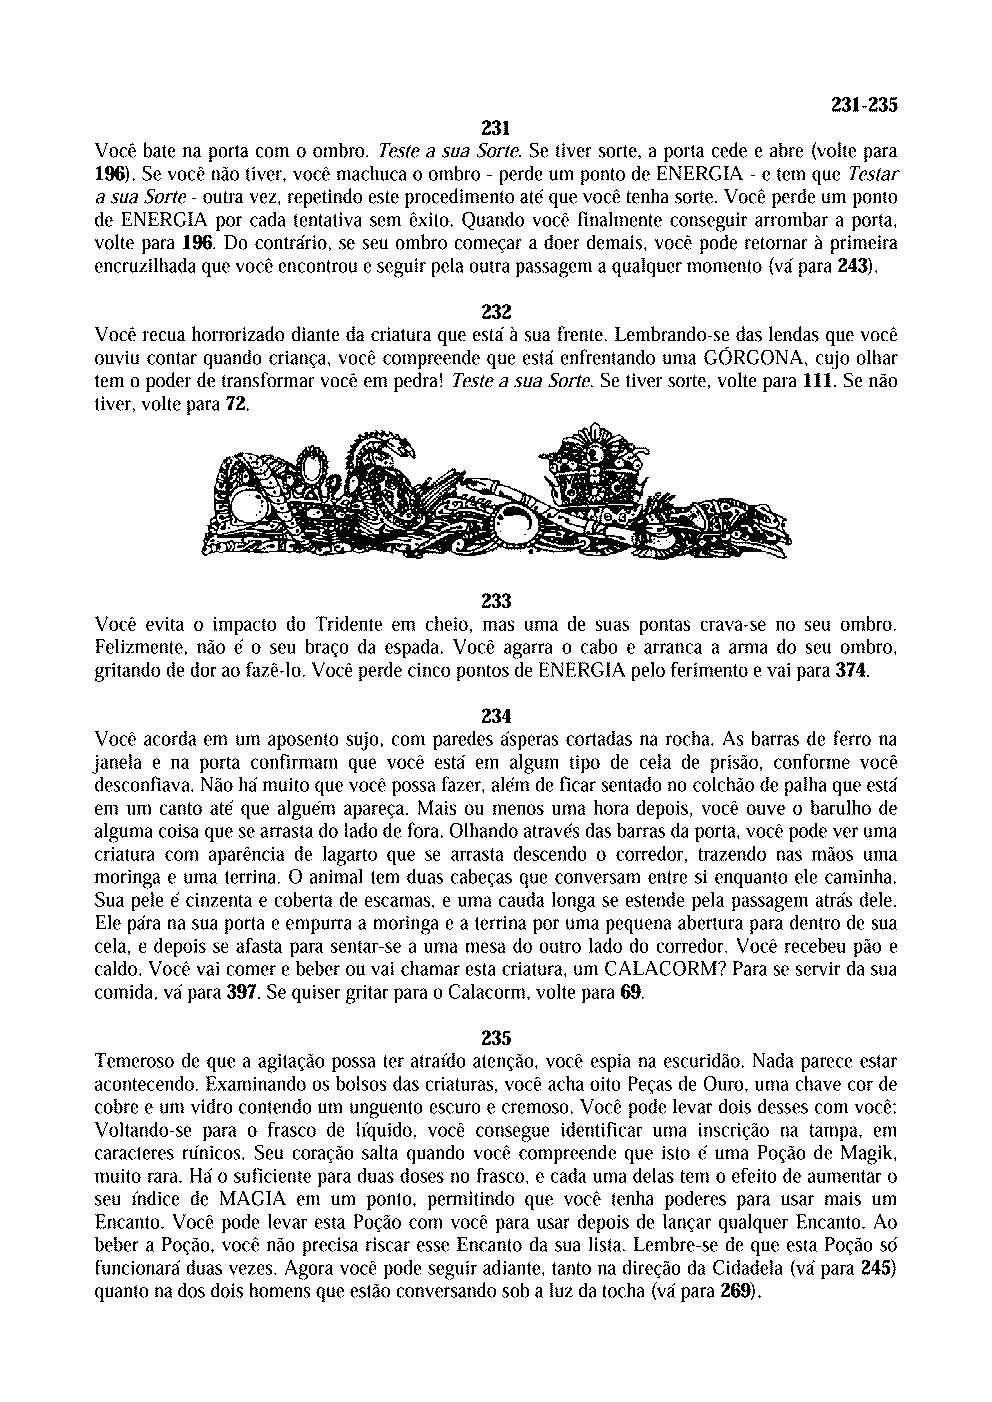 231-235
231
Você bate na porta com o ombro. Teste a sua Sorte. Se tiver sorte, a porta cede e abre (volte para
196). Se você não tiver, você machuca o ombro - perde um ponto de ENERGIA - e tem que Testar
a sua Sorte - outra vez, repetindo este procedimento até que você tenha sorte. Você perde um ponto
de ENERGIA por cada tentativa sem êxito. Quando você finalmente conseguir arrombar a porta,
volte para 196. Do contrário, se seu ombro começar a doer demais, você pode retornar à primeira
encruzilhada que você encontrou e seguir pela outra passagem a qualquer momento (vá para 243).
232
Você recua horrorizado diante da criatura que está à sua frente. Lembrando-se das lendas que você
ouviu contar quando criança, você compreende que está enfrentando uma GÓRGONA, cujo olhar
tem o poder de transformar você em pedra! Teste a sua Sorte. Se tiver sorte, volte para 111. Se não
tiver, volte para 72.
233
Você evita o impacto do Tridente em cheio, mas uma de suas pontas crava-se no seu ombro.
Felizmente, não é o seu braço da espada. Você agarra o cabo e arranca a arma do seu ombro,
gritando de dor ao fazê-lo. Você perde cinco pontos de ENERGIA pelo ferimento e vai para 374.
234
Você acorda em um aposento sujo, com paredes ásperas cortadas na rocha. As barras de ferro na
janela e na porta confirmam que você está em algum tipo de cela de prisão, conforme você
desconfiava. Não há muito que você possa fazer, além de ficar sentado no colchão de palha que está
em um canto até que alguém apareça. Mais ou menos uma hora depois, você ouve o barulho de
alguma coisa que se arrasta do lado de fora. Olhando através das barras da porta, você pode ver uma
criatura com aparência de lagarto que se arrasta descendo o corredor, trazendo nas mãos uma
moringa e uma terrina. O animal tem duas cabeças que conversam entre si enquanto ele caminha.
Sua pele é cinzenta e coberta de escamas, e uma cauda longa se estende pela passagem atrás dele.
Ele pára na sua porta e empurra a moringa e a terrina por uma pequena abertura para dentro de sua
cela, e depois se afasta para sentar-se a uma mesa do outro lado do corredor. Você recebeu pão e
caldo. Você vai comer e beber ou vai chamar esta criatura, um CALACORM? Para se servir da sua
comida, vá para 397. Se quiser gritar para o Calacorm, volte para 69.
235
Temeroso de que a agitação possa ter atraído atenção, você espia na escuridão. Nada parece estar
acontecendo. Examinando os bolsos das criaturas, você acha oito Peças de Ouro, uma chave cor de
cobre e um vidro contendo um unguento escuro e cremoso. Você pode levar dois desses com você:
Voltando-se para o frasco de líquido, você consegue identificar uma inscrição na tampa, em
caracteres rúnicos. Seu coração salta quando você compreende que isto é uma Poção de Magik,
muito rara. Há o suficiente para duas doses no frasco, e cada uma delas tem o efeito de aumentar o
seu índice de MAGIA em um ponto, permitindo que você tenha poderes para usar mais um
Encanto. Você pode levar esta Poção com você para usar depois de lançar qualquer Encanto. Ao
beber a Poção, você não precisa riscar esse Encanto da sua lista. Lembre-se de que esta Poção só
funcionará duas vezes. Agora você pode seguir adiante, tanto na direção da Cidadela (vá para 245)
quanto na dos dois homens que estão conversando sob a luz da tocha (vá para 269).